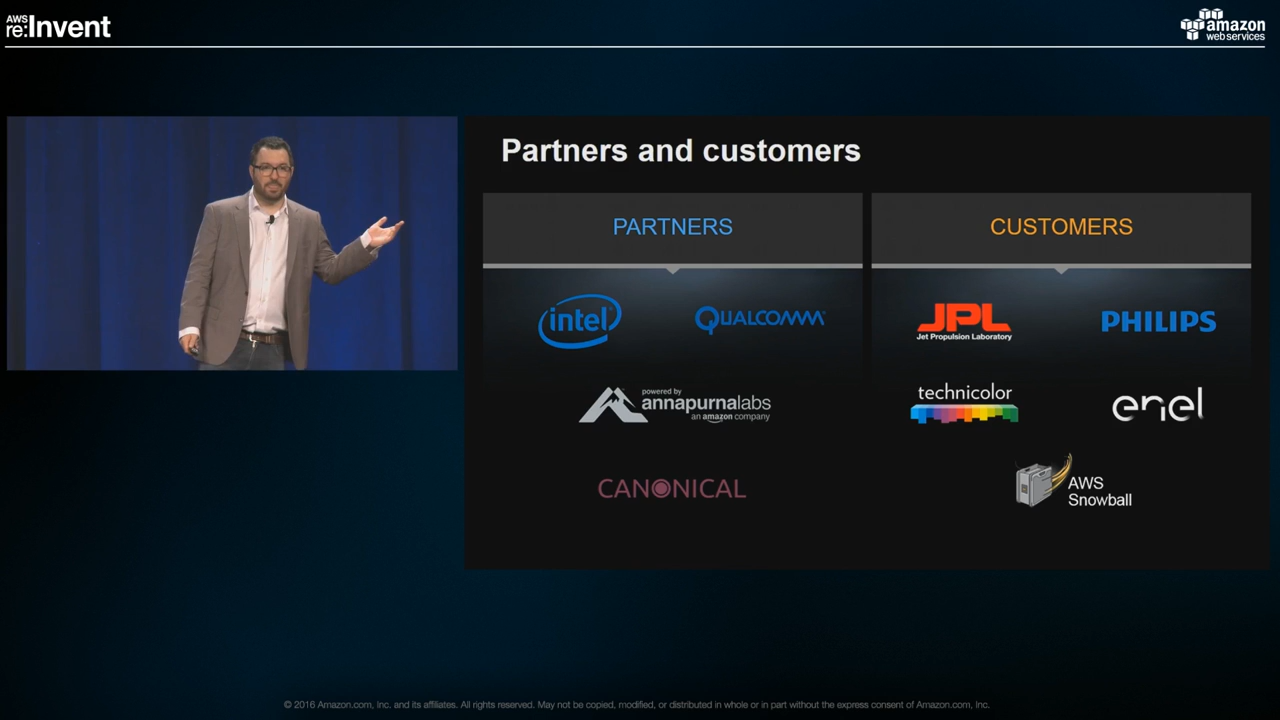 AWS
re:Invent
amazon
web services
Partners and customers
PARTNERS
CUSTOMERS
intel
QUALCOMM
JPL
Jet Propulsion Laboratory
PHILIPS
powered by
annapurnalabs
an amazon company
technicolor
enel
CANONICAL
AWS
Snowball
© 2016 Amazon.com, Inc. and its affiliates. All rights reserved. May not be copied, modified, or distributed in whole or in part without the express consent of Amazon.com, Inc.